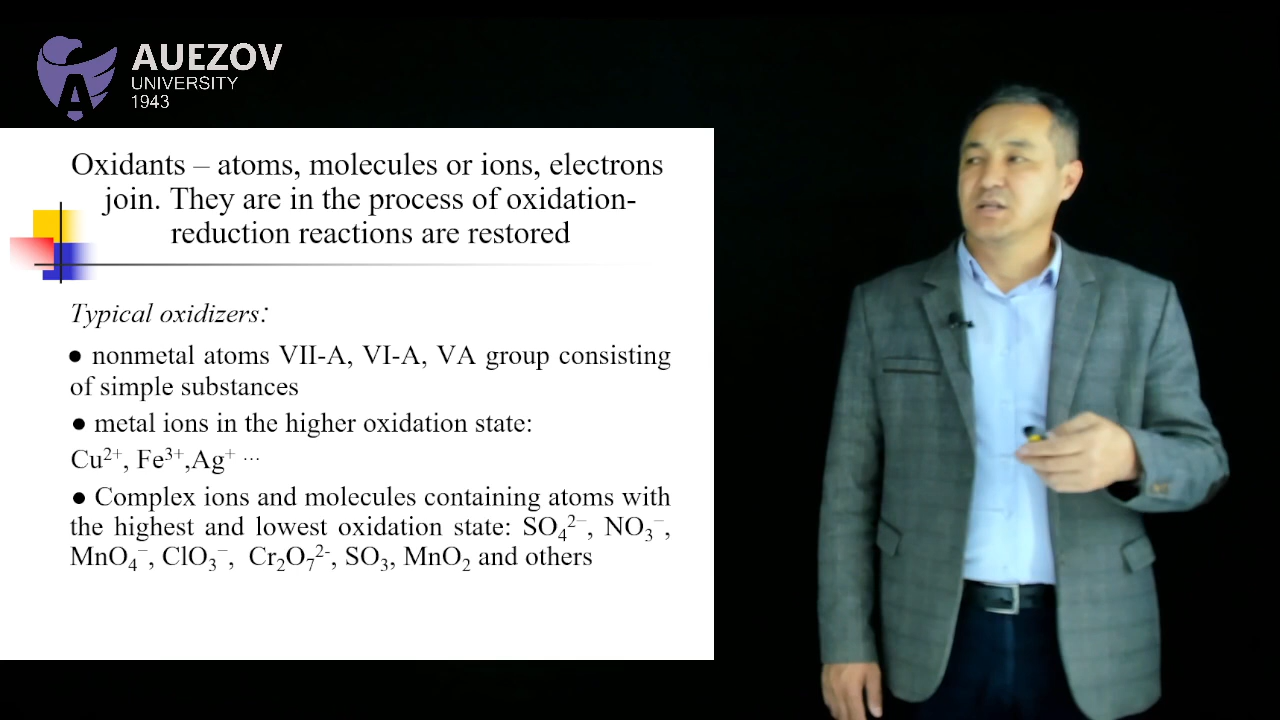 AUEZOV
UNIVERSITY
1943
Oxidants – atoms, molecules or ions, electrons
join. They are in the process of oxidation-
reduction reactions are restored
Typical oxidizers:
● nonmetal atoms VII-A, VI-A, VA group consisting
of simple substances
● metal ions in the higher oxidation state:
Cu²⁺, Fe³⁺,Ag⁺ ...
● Complex ions and molecules containing atoms with
the highest and lowest oxidation state: SO₄²⁻, NO₃⁻,
MnO₄⁻, ClO₃⁻, Cr₂O₇²⁻, SO₃, MnO₂ and others